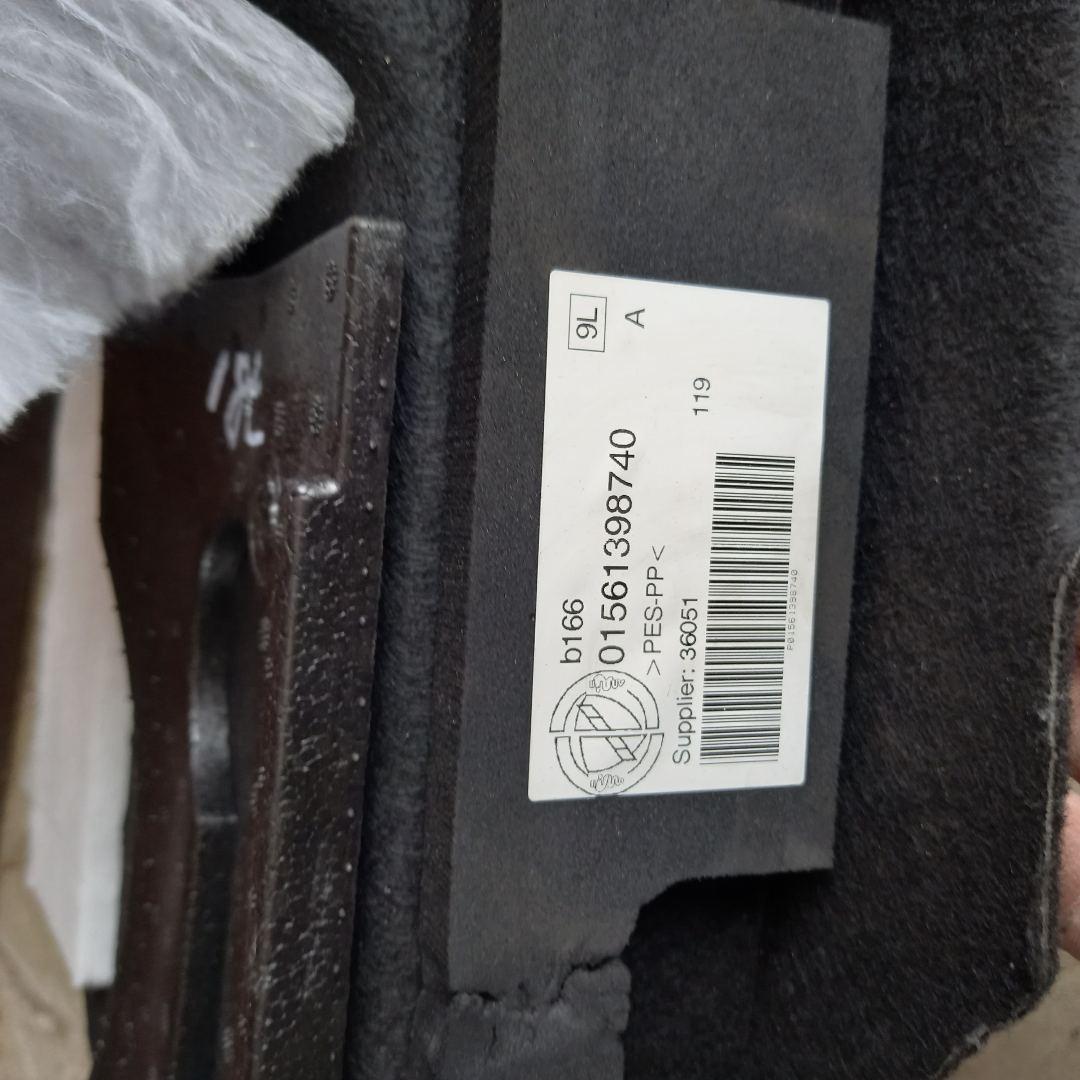 9L
A
b166
01561398740
119
>PES-PP<
Supplier: 36051
P01561398740